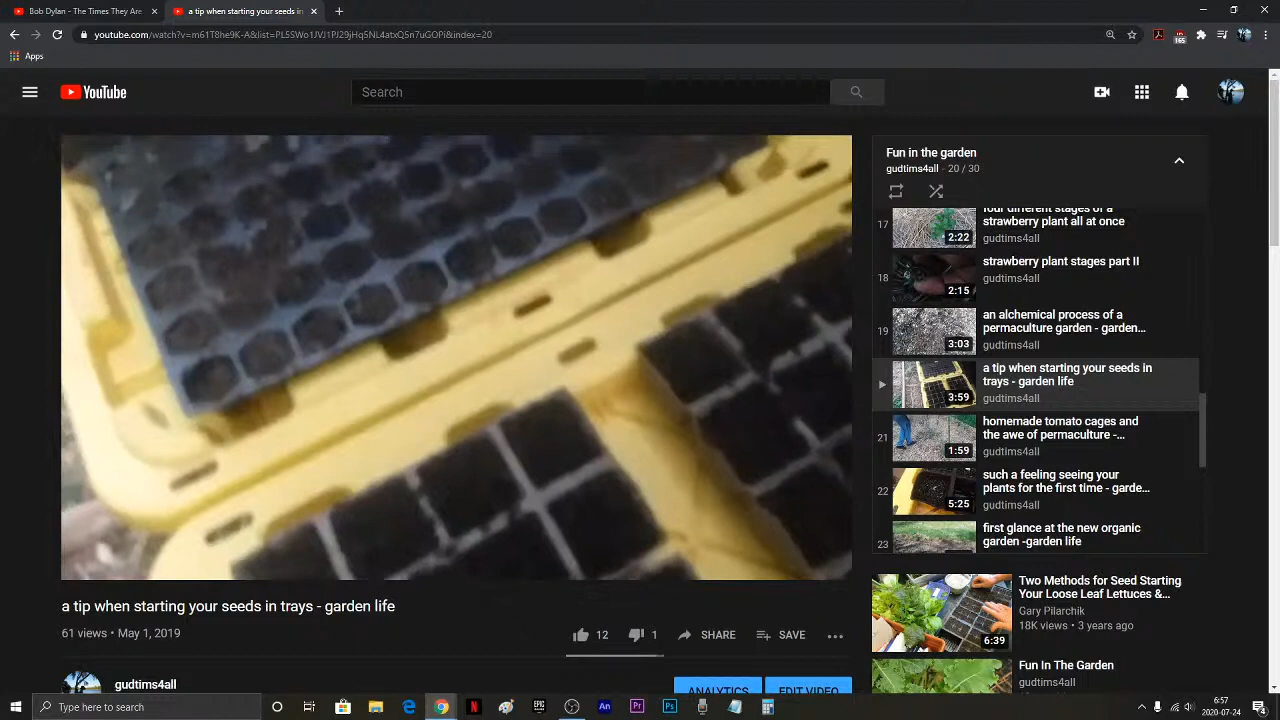 Bob Dylan - The Times They Are
a tip when starting your seeds in
youtube.com/watch?v=m61T8he9K-A&list=PL5SWo1JVJ1PJ29jHq5NL4atxQSn7uG0Pi&index=20
165
Apps
YouTube
Search
Fun in the garden
gudtims4all - 20 / 30
17
four different stages of a
strawberry plant all at once
gudtims4all
2:22
18
strawberry plant stages part II
gudtims4all
2:15
19
an alchemical process of a
permaculture garden - garden...
gudtims4all
3:03
a tip when starting your seeds in
trays - garden life
gudtims4all
3:59
21
homemade tomato cages and
the awe of permaculture -...
gudtims4all
1:59
22
such a feeling seeing your
plants for the first time - garde...
gudtims4all
5:25
23
first glance at the new organic
garden -garden life
Two Methods for Seed Starting
Your Loose Leaf Lettuces &...
Gary Pilarchik
18K views • 3 years ago
6:39
Fun In The Garden
gudtims4all
a tip when starting your seeds in trays - garden life
61 views • May 1, 2019
12
1
SHARE
SAVE
gudtims4all
ANALYTICS
EDIT VIDEO
Type here to search
N
EPIC
An
Pr
Ps
6:57
2020-07-24